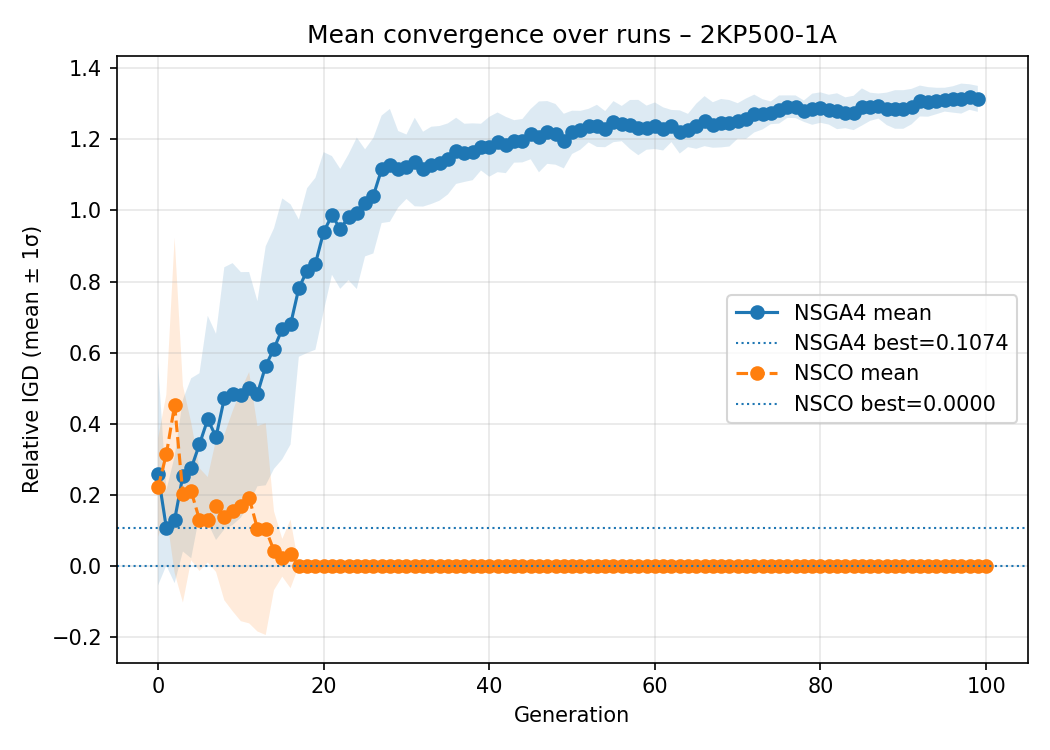 Mean convergence over runs – 2KP500-1A
Relative IGD (mean ± 1σ)
1.4
1.2
1.0
0.8
0.6
0.4
0.2
0.0
−0.2
NSGA4 mean
NSGA4 best=0.1074
NSCO mean
NSCO best=0.0000
0 20 40 60 80 100
Generation